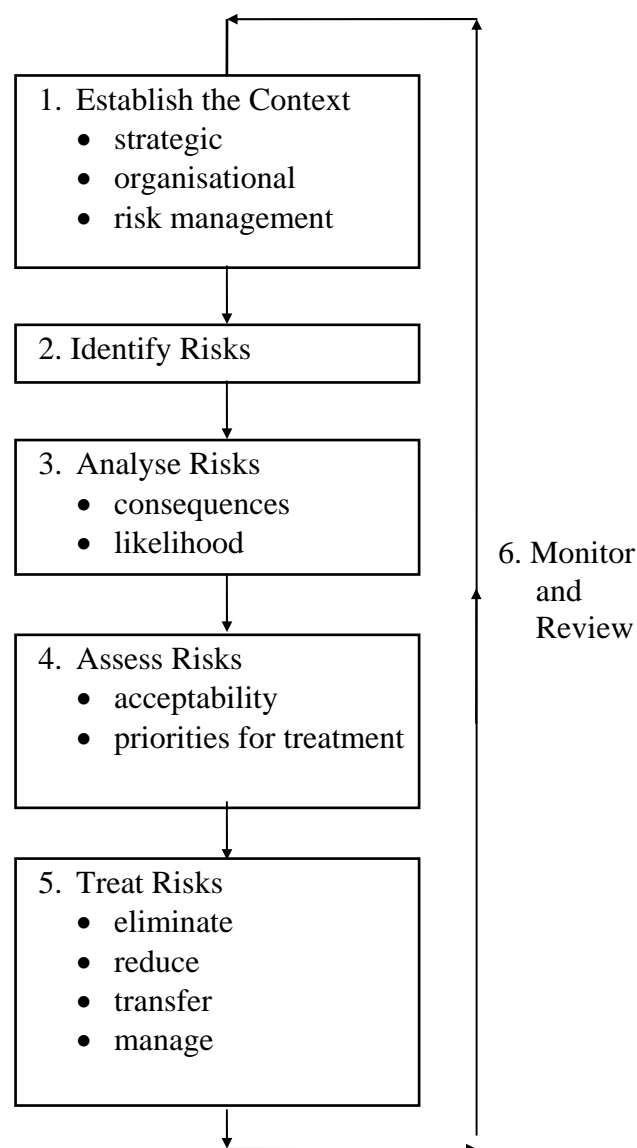 1. Establish the Context
• strategic
• organisational
• risk management
2. Identify Risks
3. Analyse Risks
• consequences
• likelihood
4. Assess Risks
• acceptability
• priorities for treatment
5. Treat Risks
• eliminate
• reduce
• transfer
• manage
6. Monitor
and
Review